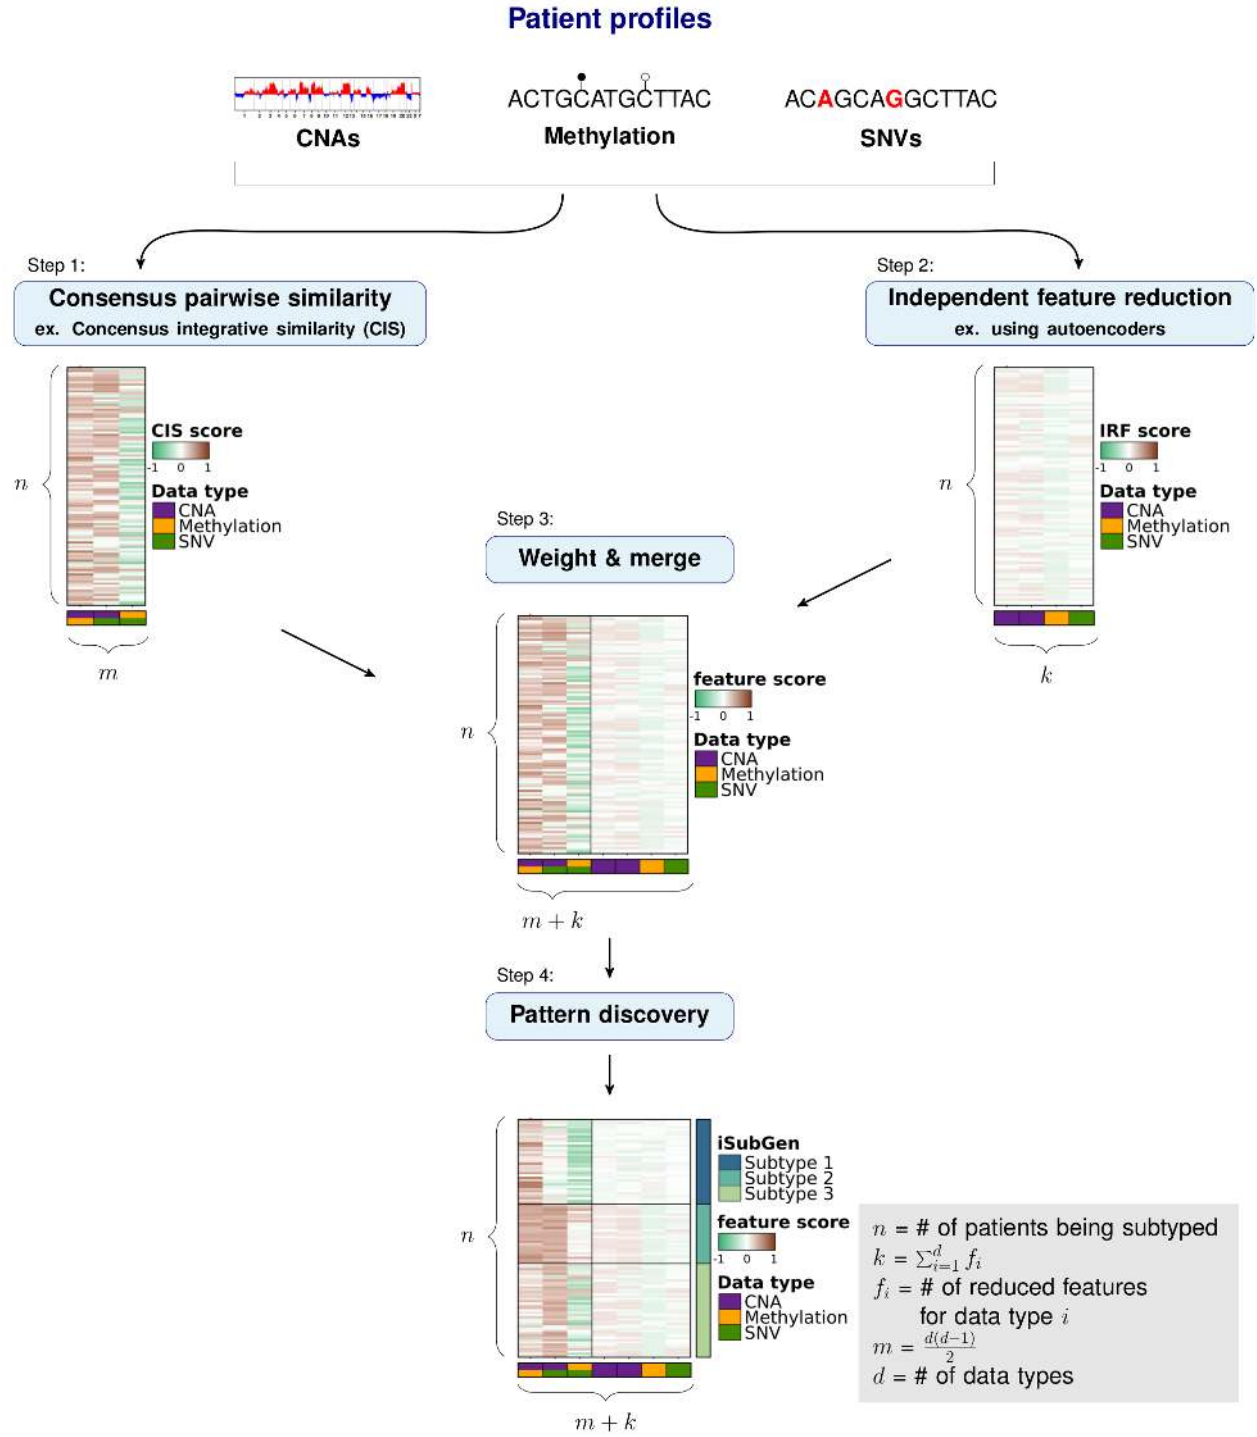 Patient profiles
ACTGCATGCTTAC
ACAGCAGGCTTAC
CNAs
Methylation
SNVs
Step 1:
Consensus pairwise similarity
ex. Concensus integrative similarity (CIS)
Step 2:
Independent feature reduction
ex. using autoencoders
n
CIS score
-1 0 1
Data type
CNA
Methylation
SNV
m
n
IRF score
-1 0 1
Data type
CNA
Methylation
SNV
k
Step 3:
Weight & merge
n
feature score
-1 0 1
Data type
CNA
Methylation
SNV
m + k
Step 4:
Pattern discovery
n
iSubGen
Subtype 1
Subtype 2
Subtype 3
feature score
-1 0 1
Data type
CNA
Methylation
SNV
m + k
n = # of patients being subtyped
k = ∑_{i=1}^{d} f_i
f_i = # of reduced features
for data type i
m = d(d−1)/2
d = # of data types